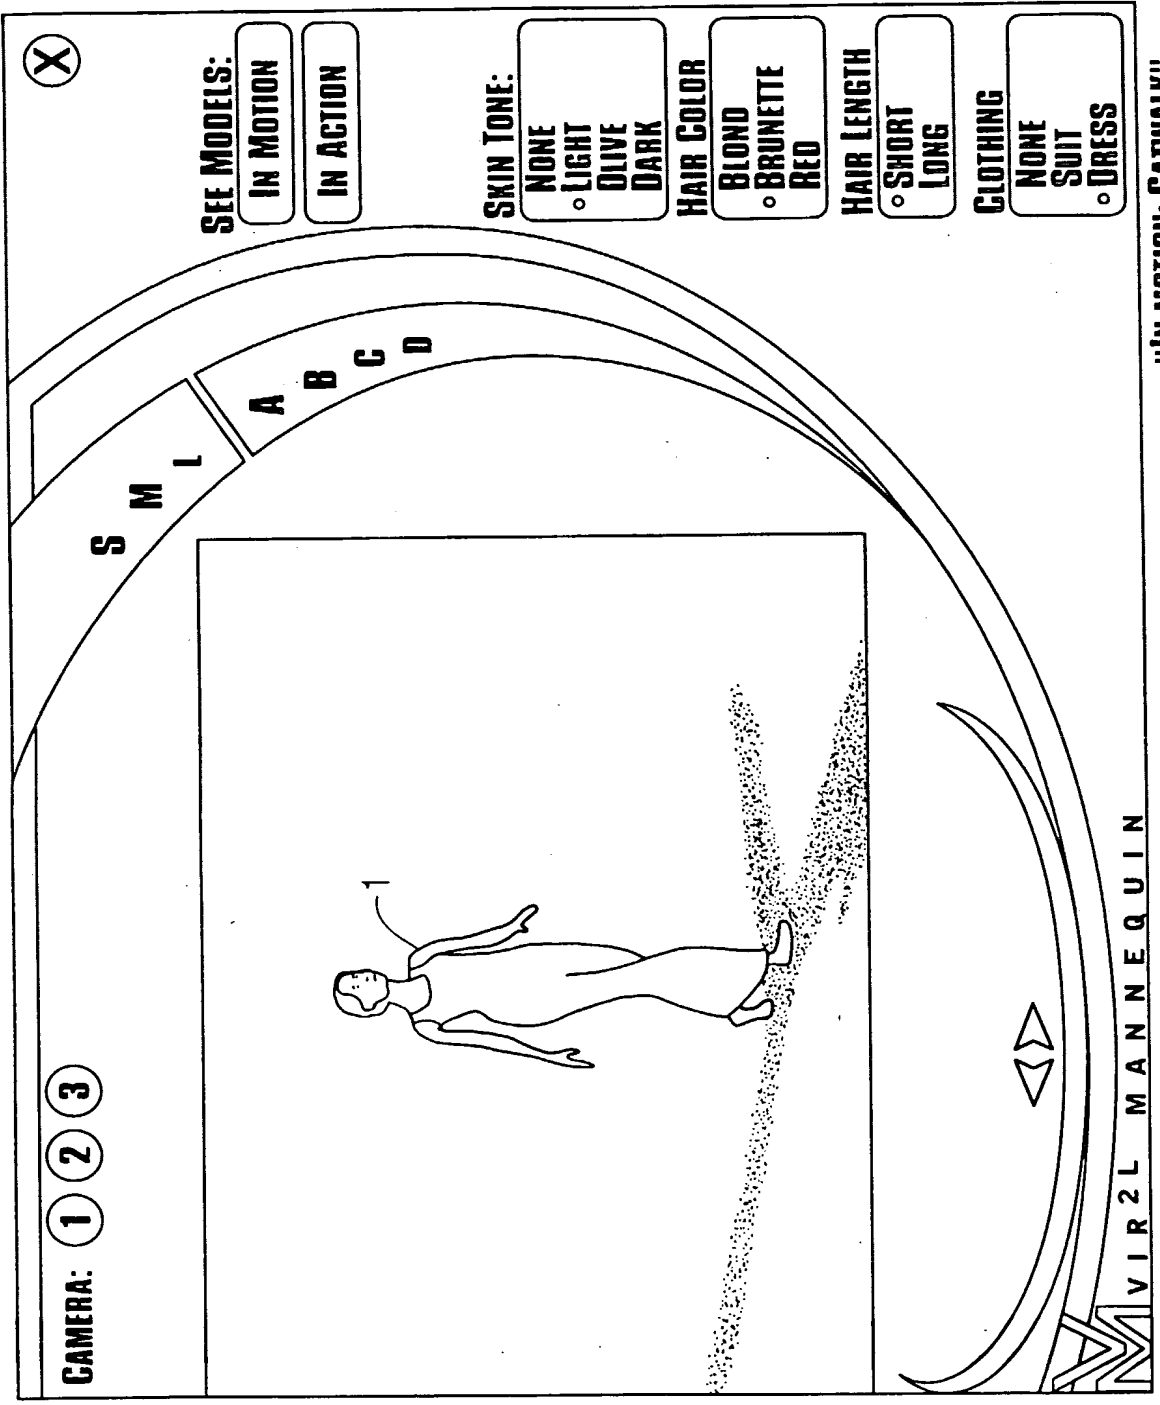 CAMERA: 1 2 3
X
SEE MODELS:
IN MOTION
IN ACTION
S
M
L
A
B
C
D
1
SKIN TONE:
NONE
LIGHT
OLIVE
DARK
HAIR COLOR
BLOND
BRUNETTE
RED
HAIR LENGTH
SHORT
LONG
CLOTHING
NONE
SUIT
DRESS
VIR2L MANNEQUIN